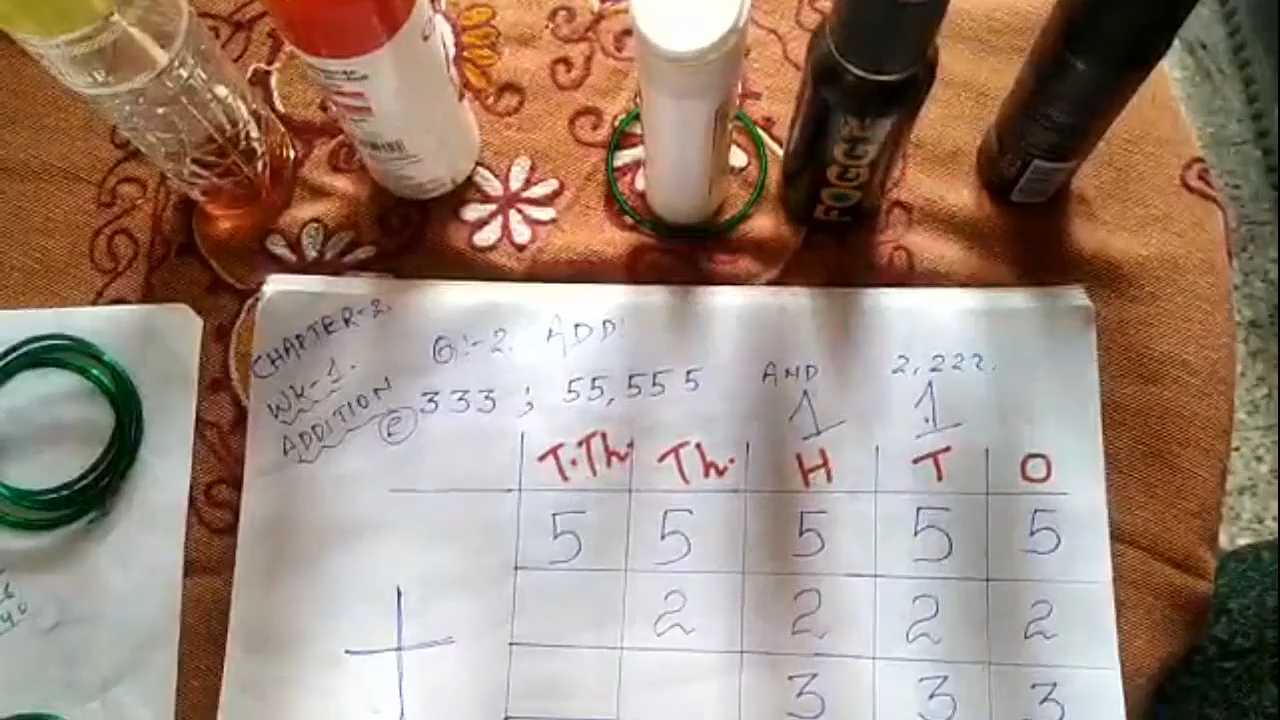 CHAPTER-2.
WK-1.
ADDITION
Q:-2. ADD:
(e) 333 ; 55,555 AND 2,222.
1 1
T.Th. Th. H T O
5 5 5 5 5
2 2 2 2
3 3 3
+
FOGG